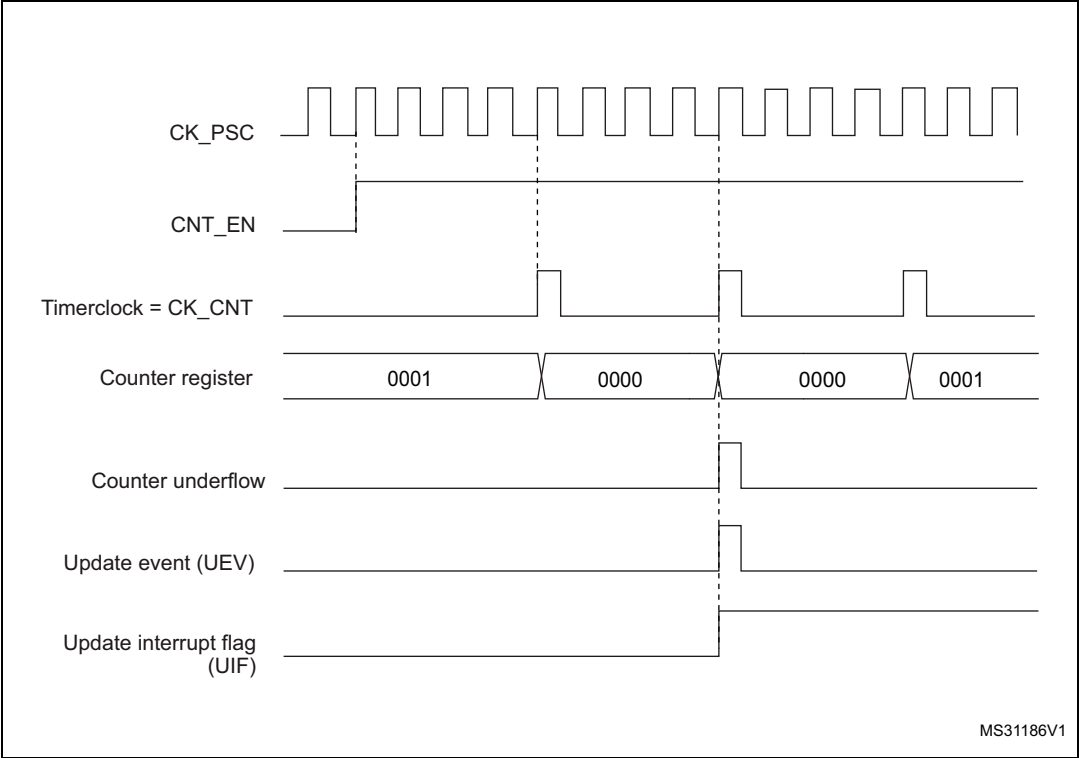 CK_PSC
CNT_EN
Timerclock = CK_CNT
Counter register
0001 0000 0000 0001
Counter underflow
Update event (UEV)
Update interrupt flag
(UIF)
MS31186V1